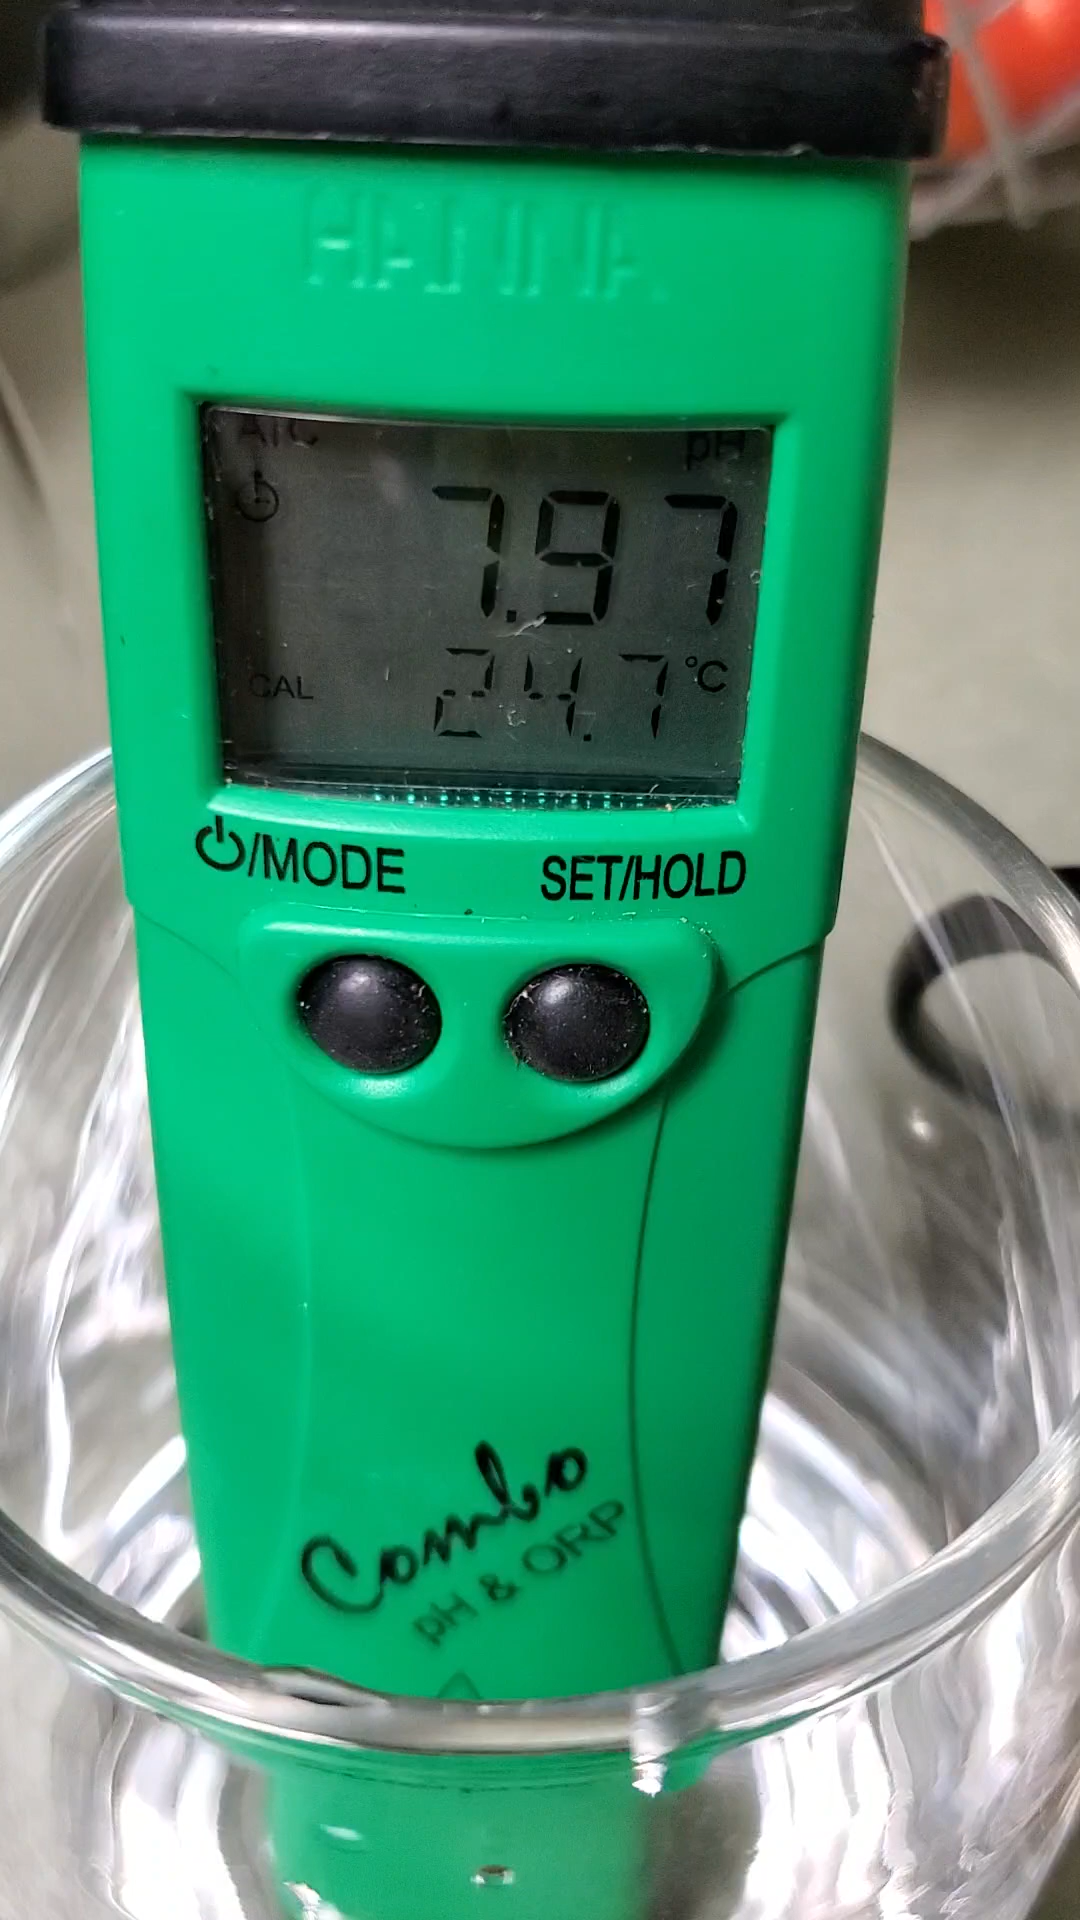 HANNA
ATC pH
7.97
CAL 24.7 °C
/MODE SET/HOLD
Combo
pH & ORP